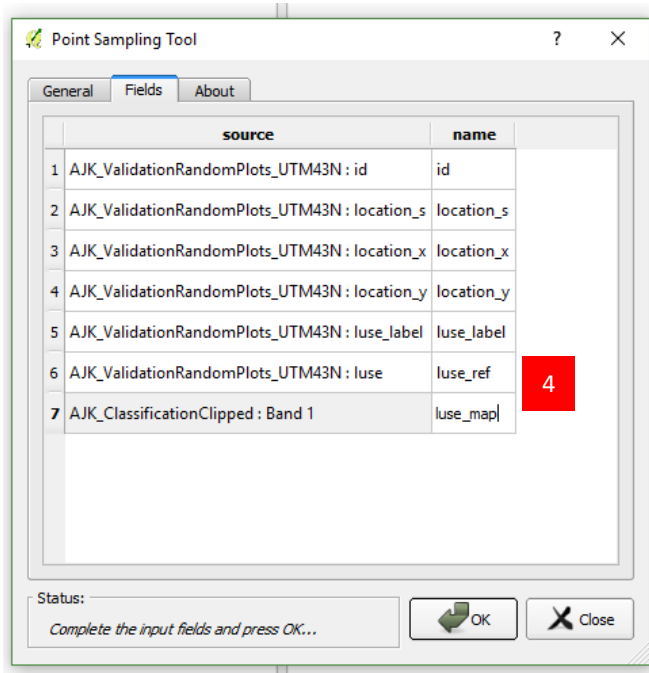 Point Sampling Tool ? X
General Fields About
source name
1 AJK_ValidationRandomPlots_UTM43N : id id
2 AJK_ValidationRandomPlots_UTM43N : location_s location_s
3 AJK_ValidationRandomPlots_UTM43N : location_x location_x
4 AJK_ValidationRandomPlots_UTM43N : location_y location_y
5 AJK_ValidationRandomPlots_UTM43N : luse_label luse_label
6 AJK_ValidationRandomPlots_UTM43N : luse luse_ref
4
7 AJK_ClassificationClipped : Band 1 luse_map
Status:
Complete the input fields and press OK...
OK Close